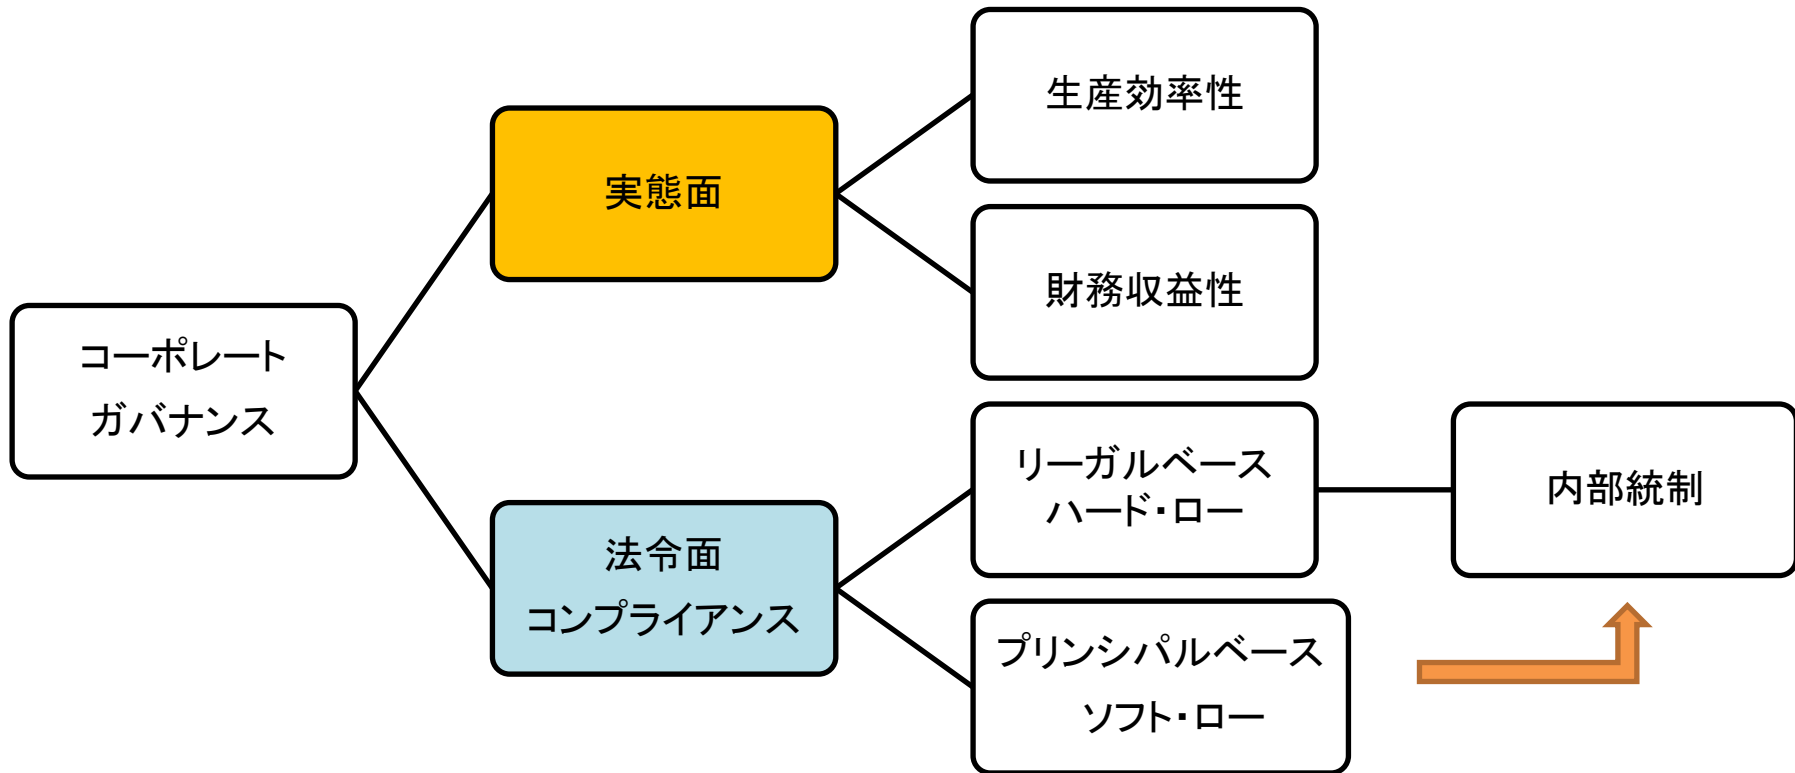 生産効率性
実態面
財務収益性
コーポレート
ガバナンス
リーガルベース
ハード・ロー
内部統制
法令面
コンプライアンス
プリンシパルベース
ソフト・ロー